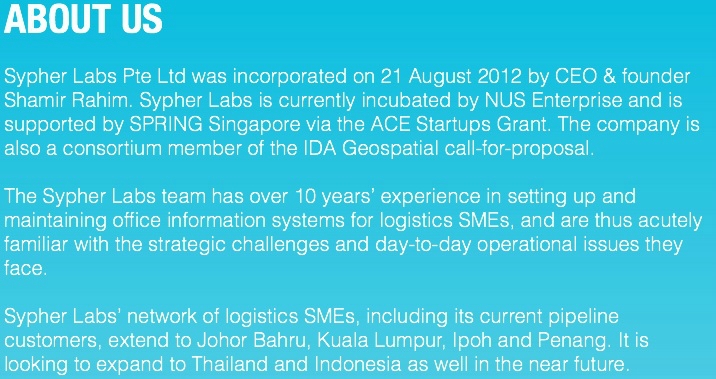 ABOUT US
Sypher Labs Pte Ltd was incorporated on 21 August 2012 by CEO & founder
Shamir Rahim. Sypher Labs is currently incubated by NUS Enterprise and is
supported by SPRING Singapore via the ACE Startups Grant. The company is
also a consortium member of the IDA Geospatial call-for-proposal.
The Sypher Labs team has over 10 years’ experience in setting up and
maintaining office information systems for logistics SMEs, and are thus acutely
familiar with the strategic challenges and day-to-day operational issues they
face.
Sypher Labs’ network of logistics SMEs, including its current pipeline
customers, extend to Johor Bahru, Kuala Lumpur, Ipoh and Penang. It is
looking to expand to Thailand and Indonesia as well in the near future.